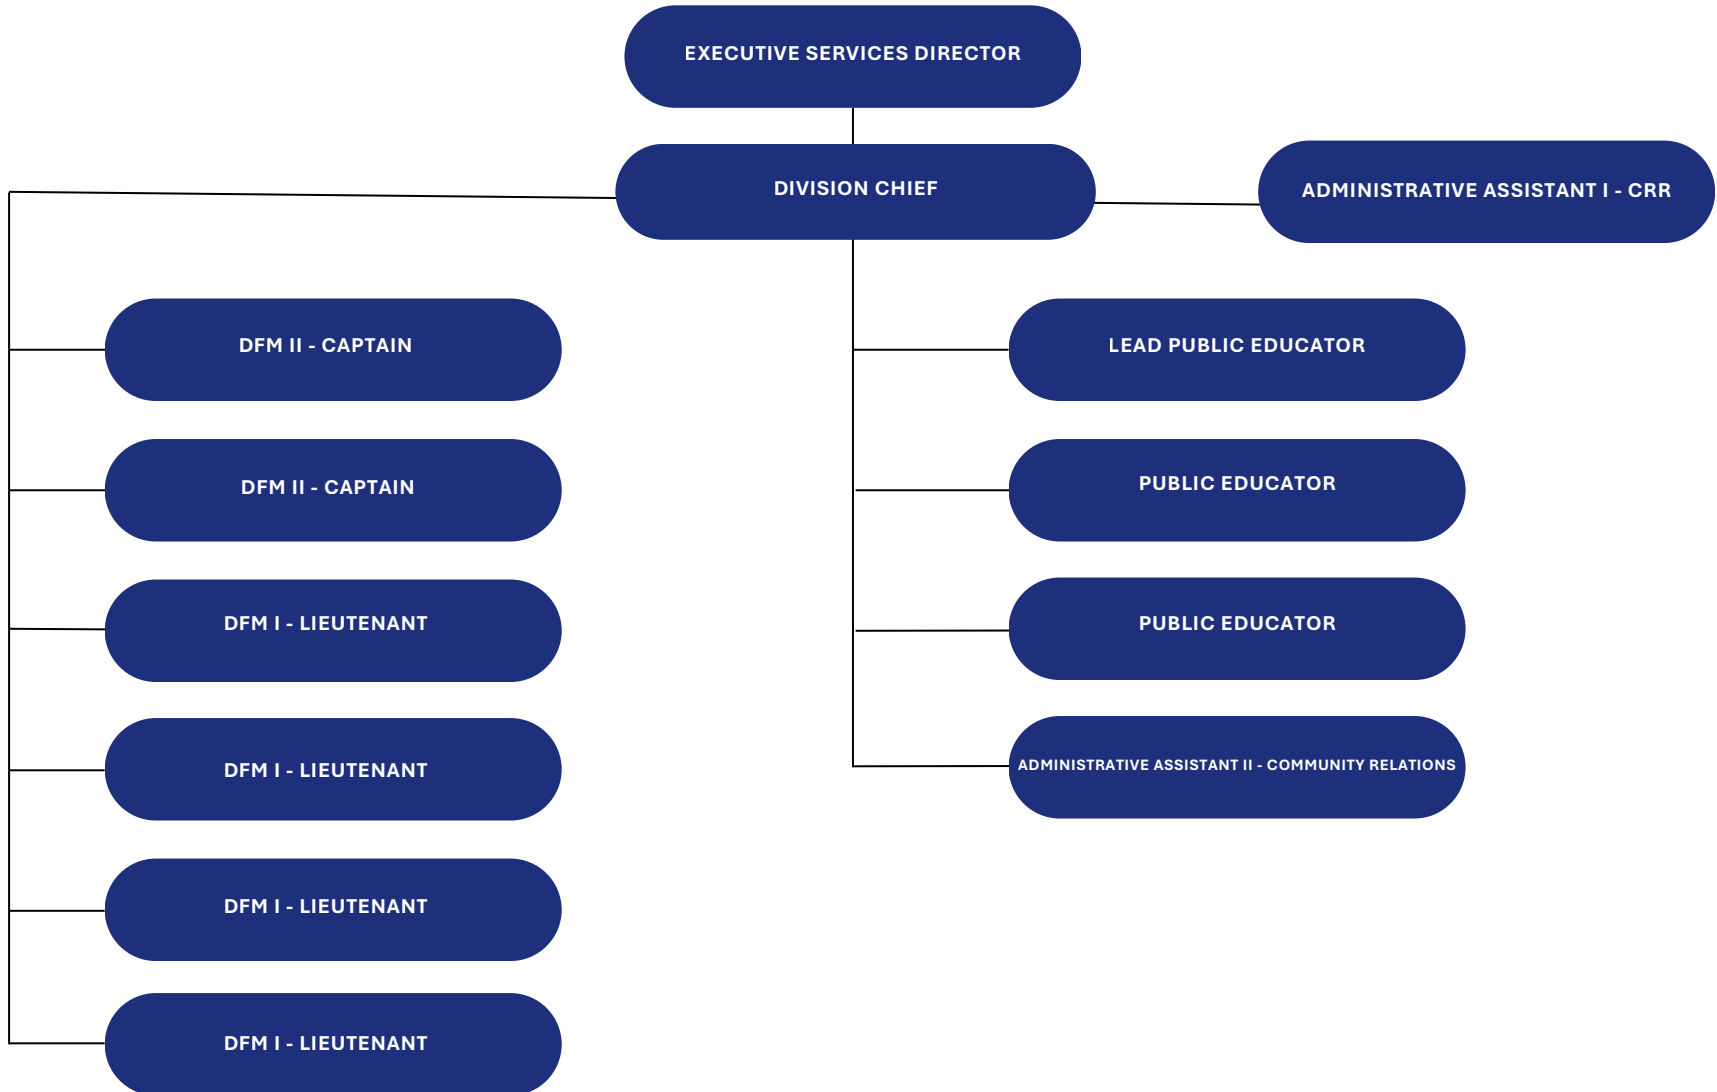 EXECUTIVE SERVICES DIRECTOR
DIVISION CHIEF
ADMINISTRATIVE ASSISTANT I - CRR
DFM II - CAPTAIN
DFM II - CAPTAIN
DFM I - LIEUTENANT
DFM I - LIEUTENANT
DFM I - LIEUTENANT
DFM I - LIEUTENANT
LEAD PUBLIC EDUCATOR
PUBLIC EDUCATOR
PUBLIC EDUCATOR
ADMINISTRATIVE ASSISTANT II - COMMUNITY RELATIONS